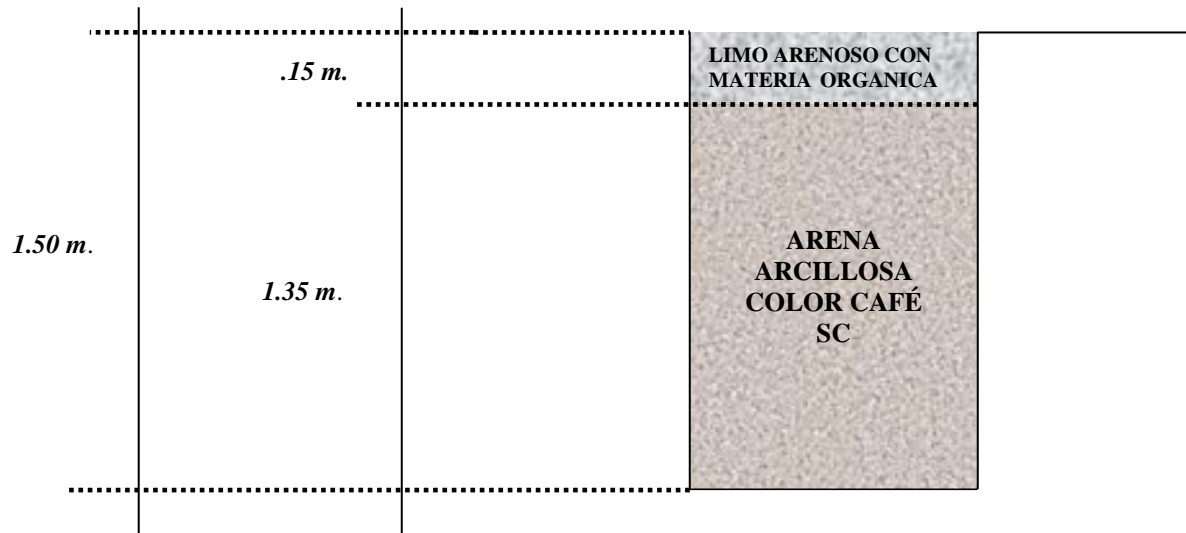 LIMO ARENOSO CON
MATERIA ORGANICA
.15 m.
1.50 m.
1.35 m.
ARENA
ARCILLOSA
COLOR CAFÉ
SC